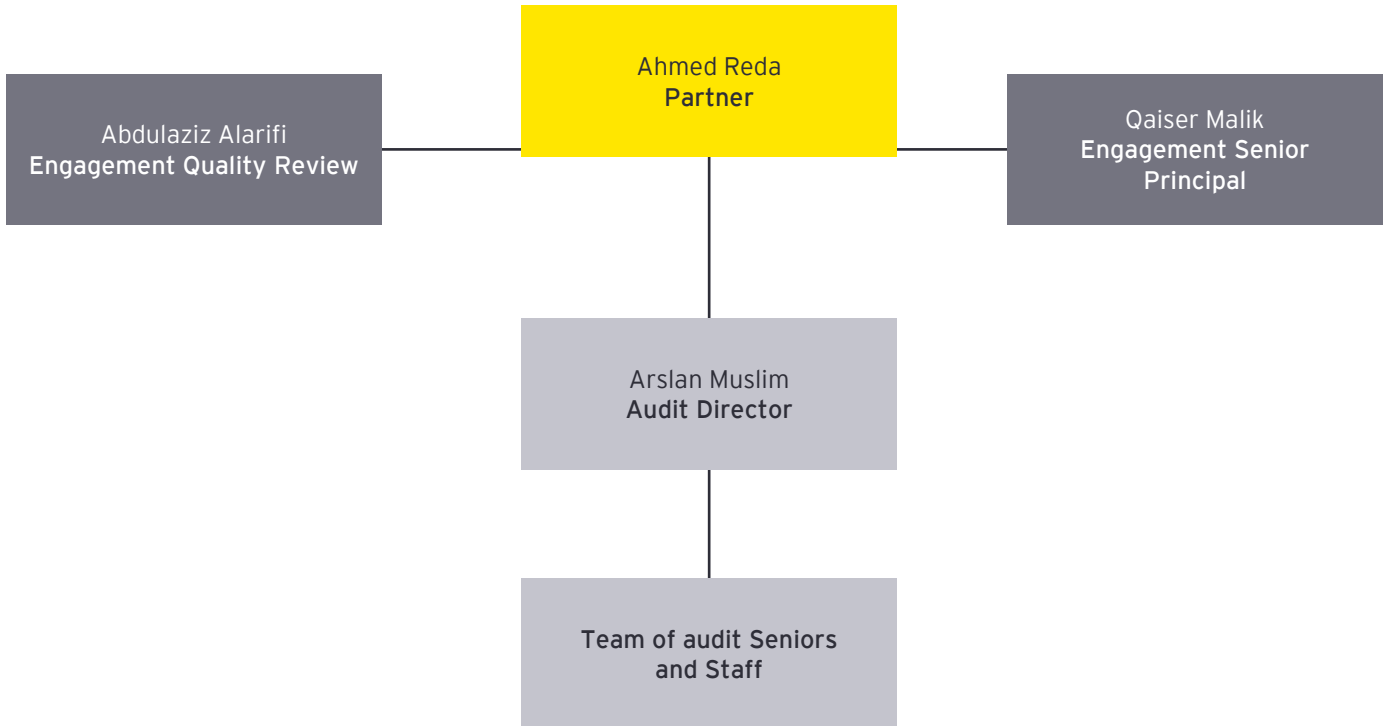 Ahmed Reda
Partner
Abdulaziz Alarifi
Engagement Quality Review
Qaiser Malik
Engagement Senior
Principal
Arslan Muslim
Audit Director
Team of audit Seniors
and Staff